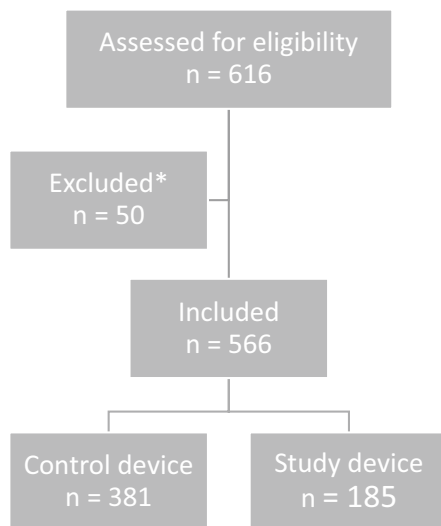 Assessed for eligibility
n = 616
Excluded*
n = 50
Included
n = 566
Control device
n = 381
Study device
n = 185